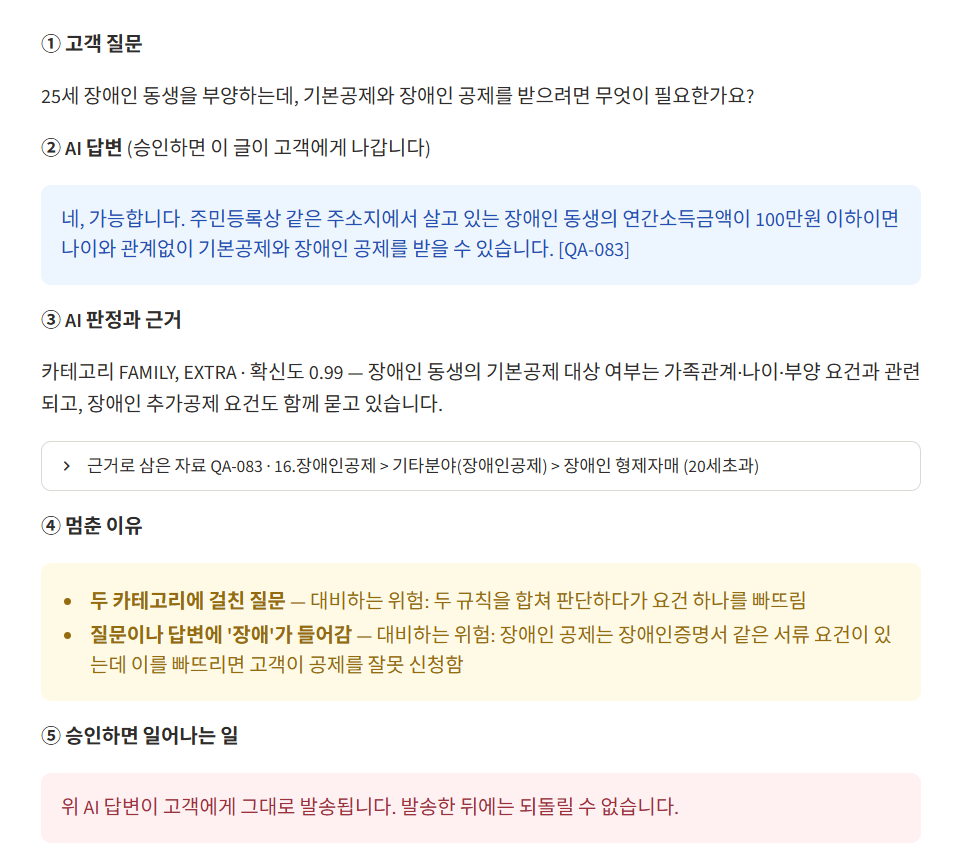 ① 고객 질문
25세 장애인 동생을 부양하는데, 기본공제와 장애인 공제를 받으려면 무엇이 필요한가요?
② AI 답변 (승인하면 이 글이 고객에게 나갑니다)
네, 가능합니다. 주민등록상 같은 주소지에서 살고 있는 장애인 동생의 연간소득금액이 100만원 이하이면
나이와 관계없이 기본공제와 장애인 공제를 받을 수 있습니다. [QA-083]
③ AI 판정과 근거
카테고리 FAMILY, EXTRA · 확신도 0.99 — 장애인 동생의 기본공제 대상 여부는 가족관계·나이·부양 요건과 관련
되고, 장애인 추가공제 요건도 함께 묻고 있습니다.
> 근거로 삼은 자료 QA-083 · 16.장애인공제 > 기타분야(장애인공제) > 장애인 형제자매 (20세초과)
④ 멈춘 이유
• 두 카테고리에 걸친 질문 — 대비하는 위험: 두 규칙을 합쳐 판단하다가 요건 하나를 빠뜨림
• 질문이나 답변에 '장애'가 들어감 — 대비하는 위험: 장애인 공제는 장애인증명서 같은 서류 요건이 있
는데 이를 빠뜨리면 고객이 공제를 잘못 신청함
⑤ 승인하면 일어나는 일
위 AI 답변이 고객에게 그대로 발송됩니다. 발송한 뒤에는 되돌릴 수 없습니다.